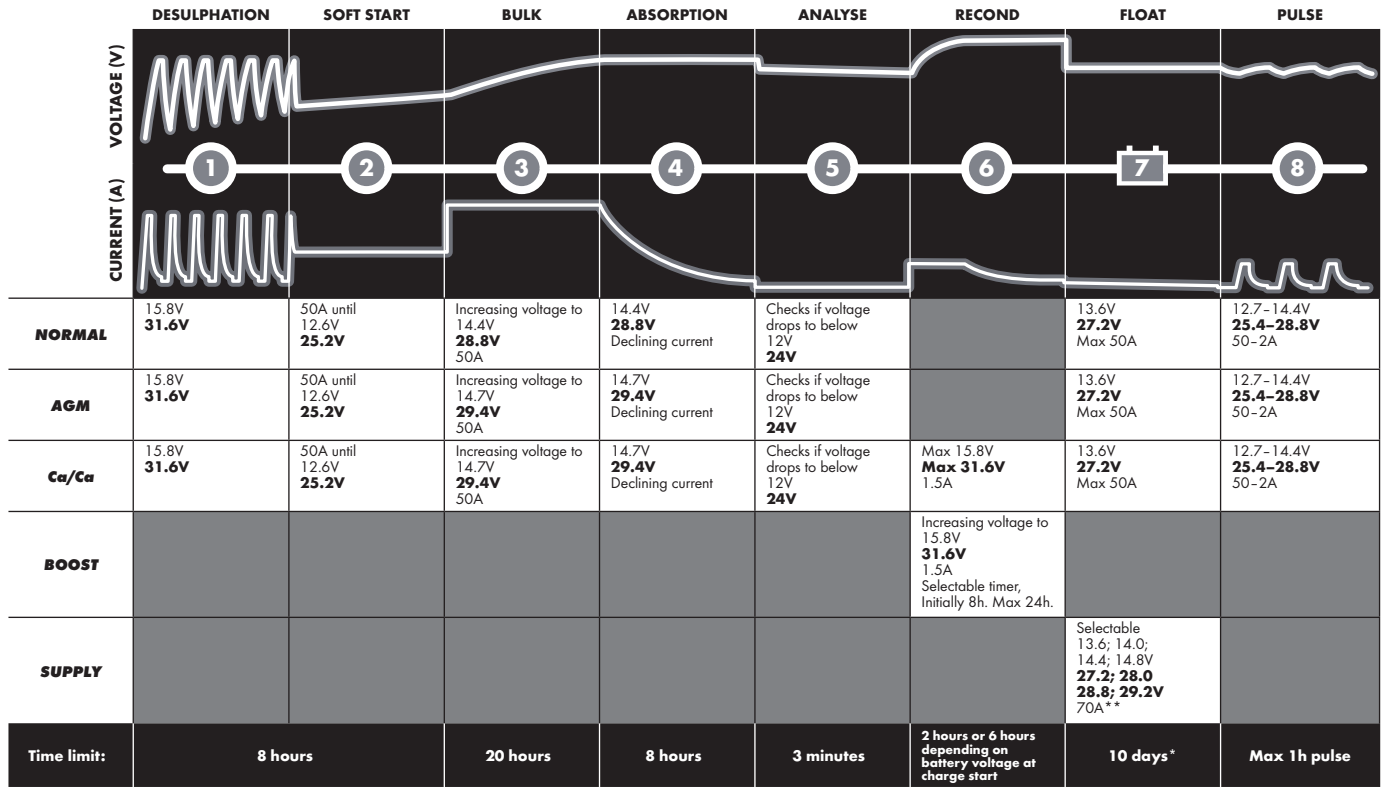 DESULPHATION SOFT START BULK ABSORPTION ANALYSE RECOND FLOAT PULSE
VOLTAGE (V)
CURRENT (A)
1 2 3 4 5 6 7 8
NORMAL
15.8V
31.6V
50A until
12.6V
25.2V
Increasing voltage to
14.4V
28.8V
50A
14.4V
28.8V
Declining current
Checks if voltage
drops to below
12V
24V
13.6V
27.2V
Max 50A
12.7–14.4V
25.4–28.8V
50–2A
AGM
15.8V
31.6V
50A until
12.6V
25.2V
Increasing voltage to
14.7V
29.4V
50A
14.7V
29.4V
Declining current
Checks if voltage
drops to below
12V
24V
13.6V
27.2V
Max 50A
12.7–14.4V
25.4–28.8V
50–2A
Ca/Ca
15.8V
31.6V
50A until
12.6V
25.2V
Increasing voltage to
14.7V
29.4V
50A
14.7V
29.4V
Declining current
Checks if voltage
drops to below
12V
24V
Max 15.8V
Max 31.6V
1.5A
13.6V
27.2V
Max 50A
12.7–14.4V
25.4–28.8V
50–2A
BOOST
Increasing voltage to
15.8V
31.6V
1.5A
Selectable timer,
Initially 8h. Max 24h.
SUPPLY
Selectable
13.6; 14.0;
14.4; 14.8V
27.2; 28.0
28.8; 29.2V
70A**
Time limit:
8 hours
20 hours
8 hours
3 minutes
2 hours or 6 hours
depending on
battery voltage at
charge start
10 days*
Max 1h pulse